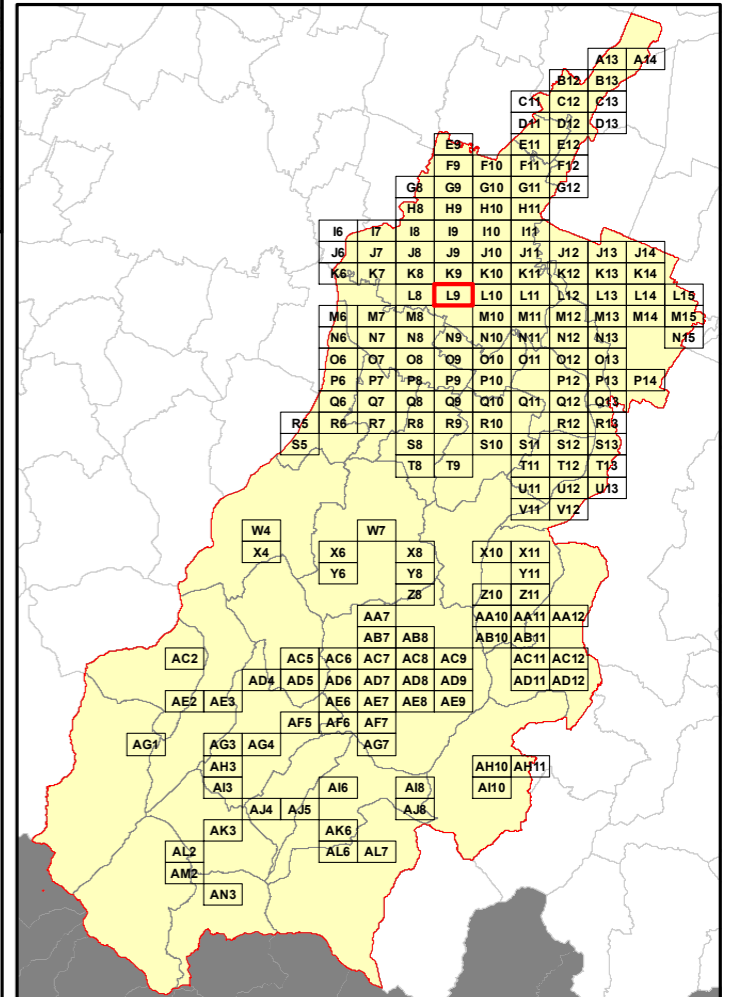 A13 A14
B12 B13
C11 C12 C13
D11 D12 D13
E9 E11 E12
F9 F10 F11 F12
G8 G9 G10 G11 G12
H8 H9 H10 H11
I6 I7 I8 I9 I10 I11
J6 J7 J8 J9 J10 J11 J12 J13 J14
K6 K7 K8 K9 K10 K11 K12 K13 K14
L8 L9 L10 L11 L12 L13 L14 L15
M6 M7 M8 M10 M11 M12 M13 M14 M15
N6 N7 N8 N9 N10 N11 N12 N13 N15
O6 O7 O8 O9 O10 O11 O12 O13
P6 P7 P8 P9 P10 P12 P13 P14
Q6 Q7 Q8 Q9 Q10 Q11 Q12 Q13
R5 R6 R7 R8 R9 R10 R12 R13
S5 S8 S10 S11 S12 S13
T8 T9 T11 T12 T13
U11 U12 U13
V11 V12
W4 W7
X4 X6 X8 X10 X11
Y6 Y8 Y11
Z8 Z10 Z11
AA7 AA10 AA11 AA12
AB7 AB8 AB10 AB11
AC2 AC5 AC6 AC7 AC8 AC9 AC11 AC12
AD4 AD5 AD6 AD7 AD8 AD9 AD11 AD12
AE2 AE3 AE6 AE7 AE8 AE9
AF5 AF6 AF7
AG1 AG3 AG4 AG7
AH3 AH10 AH11
AI3 AI6 AI8 AI10
AJ4 AJ5 AJ8
AK3 AK6
AL2 AL6 AL7
AM2
AN3